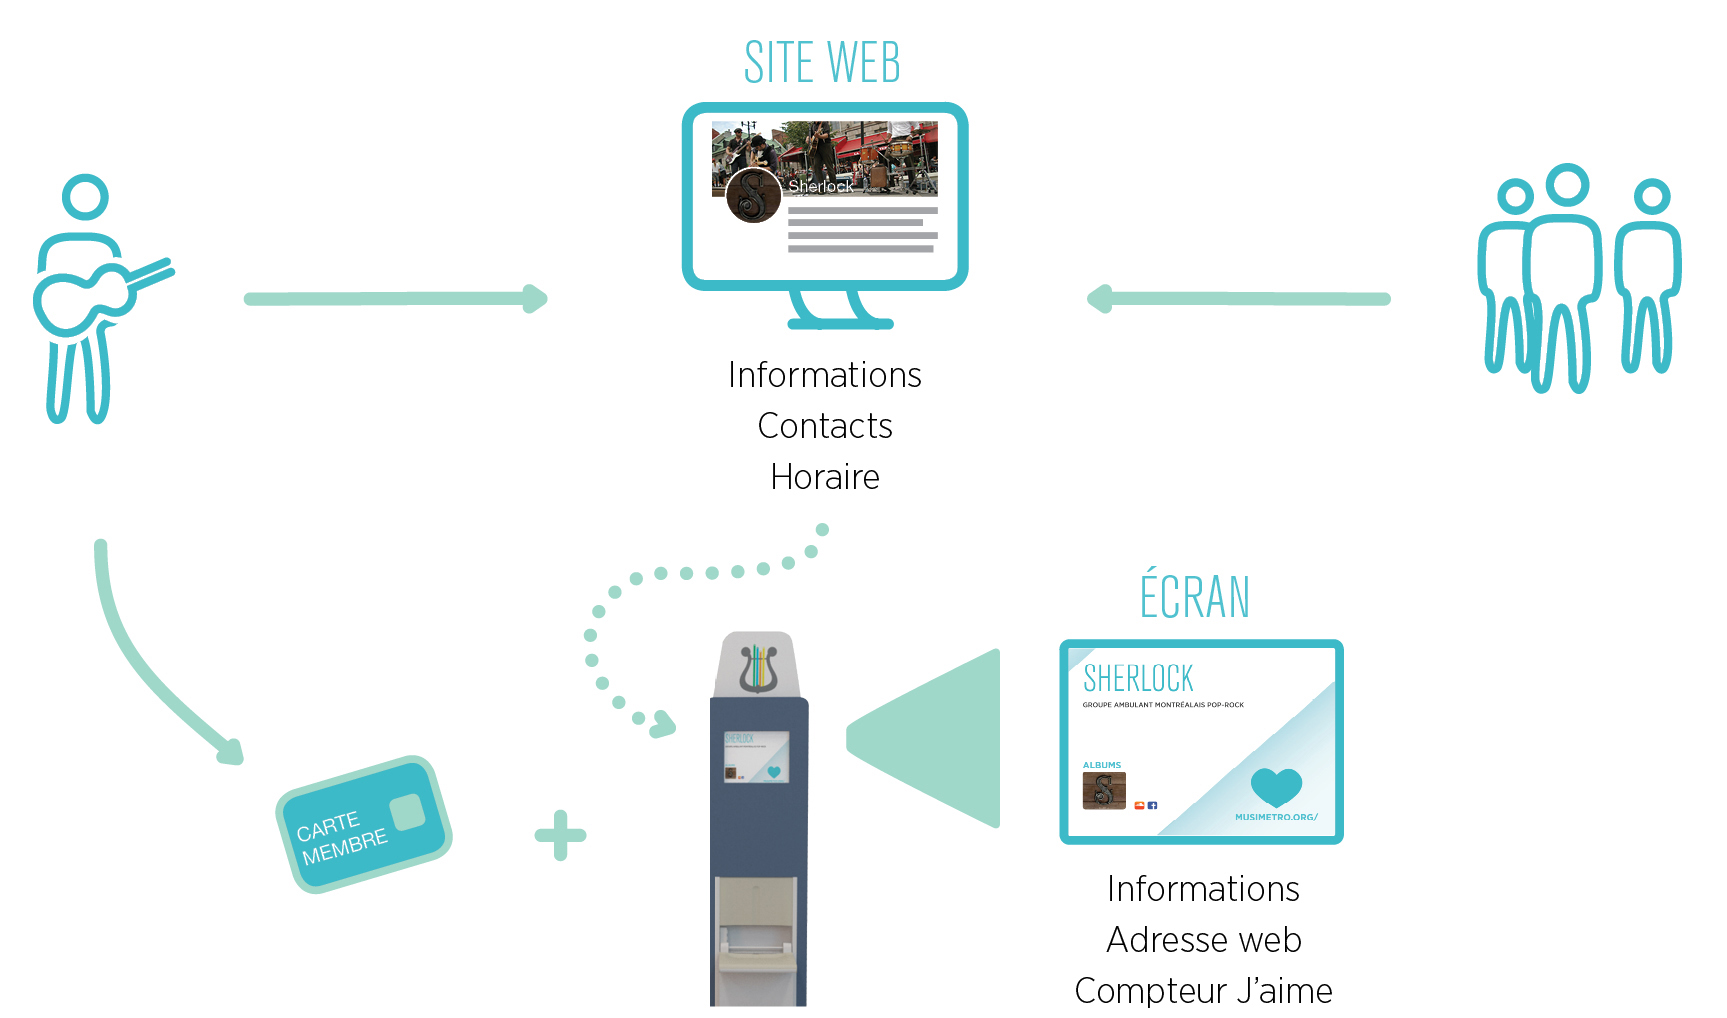 SITE WEB
Sherlock
Informations
Contacts
Horaire
CARTE
MEMBRE
SHERLOCK
ÉCRAN
SHERLOCK
GROUPE AMBULANT MONTRÉALAIS POP-ROCK
ALBUMS
MUSIMETRO.ORG/
Informations
Adresse web
Compteur J’aime